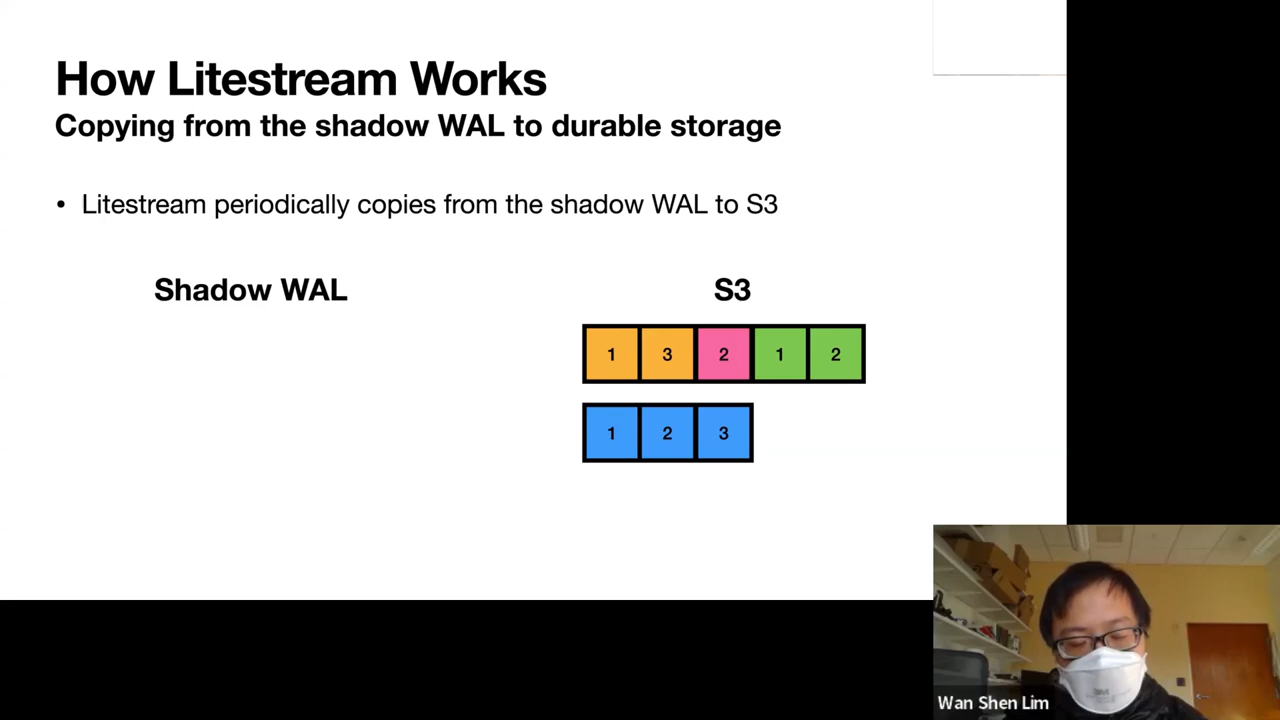 How Litestream Works
Copying from the shadow WAL to durable storage
• Litestream periodically copies from the shadow WAL to S3
Shadow WAL
S3
1 3 2 1 2
1 2 3
3M
Wan Shen Lim